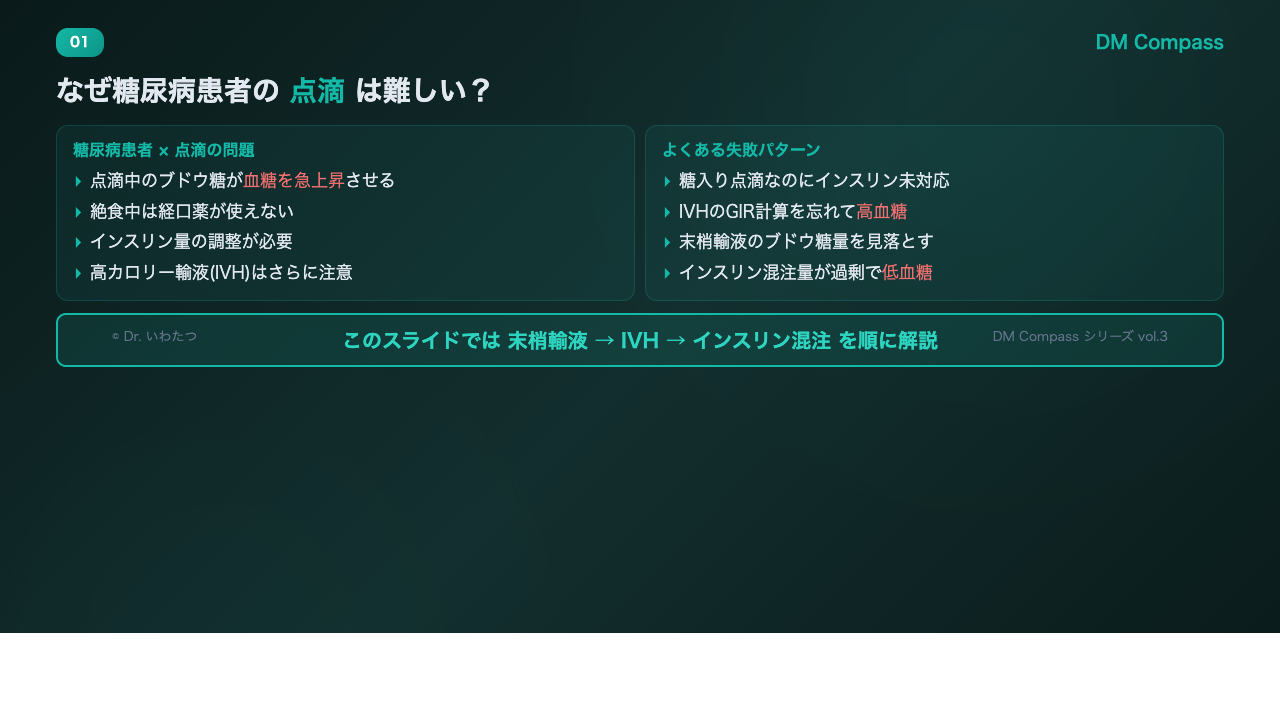 01
DM Compass
なぜ糖尿病患者の 点滴 は難しい？
糖尿病患者 × 点滴の問題
点滴中のブドウ糖が血糖を急上昇させる
絶食中は経口薬が使えない
インスリン量の調整が必要
高カロリー輸液(IVH)はさらに注意
よくある失敗パターン
糖入り点滴なのにインスリン未対応
IVHのGIR計算を忘れて高血糖
末梢輸液のブドウ糖量を見落とす
インスリン混注量が過剰で低血糖
© Dr. いわたつ
このスライドでは 末梢輸液 → IVH → インスリン混注 を順に解説
DM Compass シリーズ vol.3